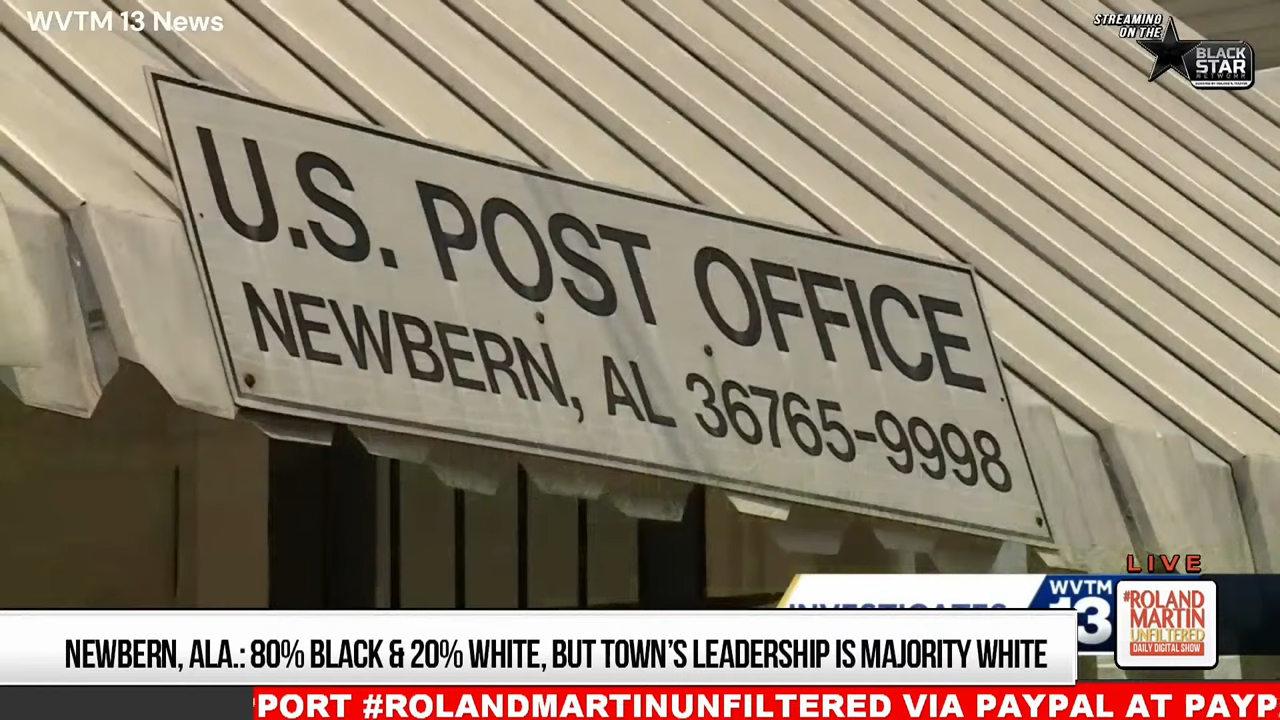 WVTM 13 News
STREAMING
ON THE
BLACK
STAR
NETWORK
U.S. POST OFFICE
NEWBERN, AL 36765-9998
LIVE
INVESTIGATES
WVTM
13
#ROLAND
MARTIN
UNFILTERED
DAILY DIGITAL SHOW
NEWBERN, ALA.: 80% BLACK & 20% WHITE, BUT TOWN'S LEADERSHIP IS MAJORITY WHITE
PORT #ROLANDMARTINUNFILTERED VIA PAYPAL AT PAYP